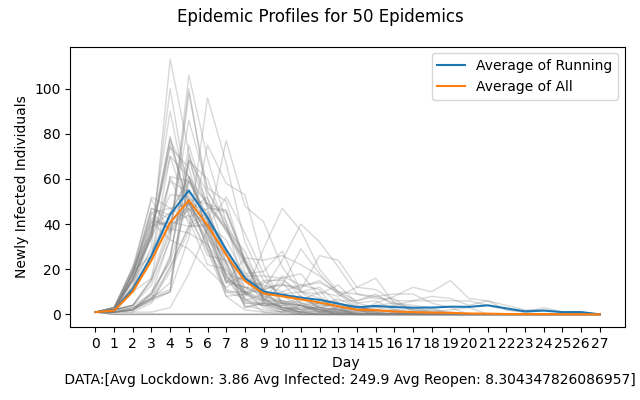 Epidemic Profiles for 50 Epidemics
Average of Running
Average of All
Newly Infected Individuals
100
80
60
40
20
0
0 1 2 3 4 5 6 7 8 9 10 11 12 13 14 15 16 17 18 19 20 21 22 23 24 25 26 27
Day
DATA:[Avg Lockdown: 3.86 Avg Infected: 249.9 Avg Reopen: 8.304347826086957]